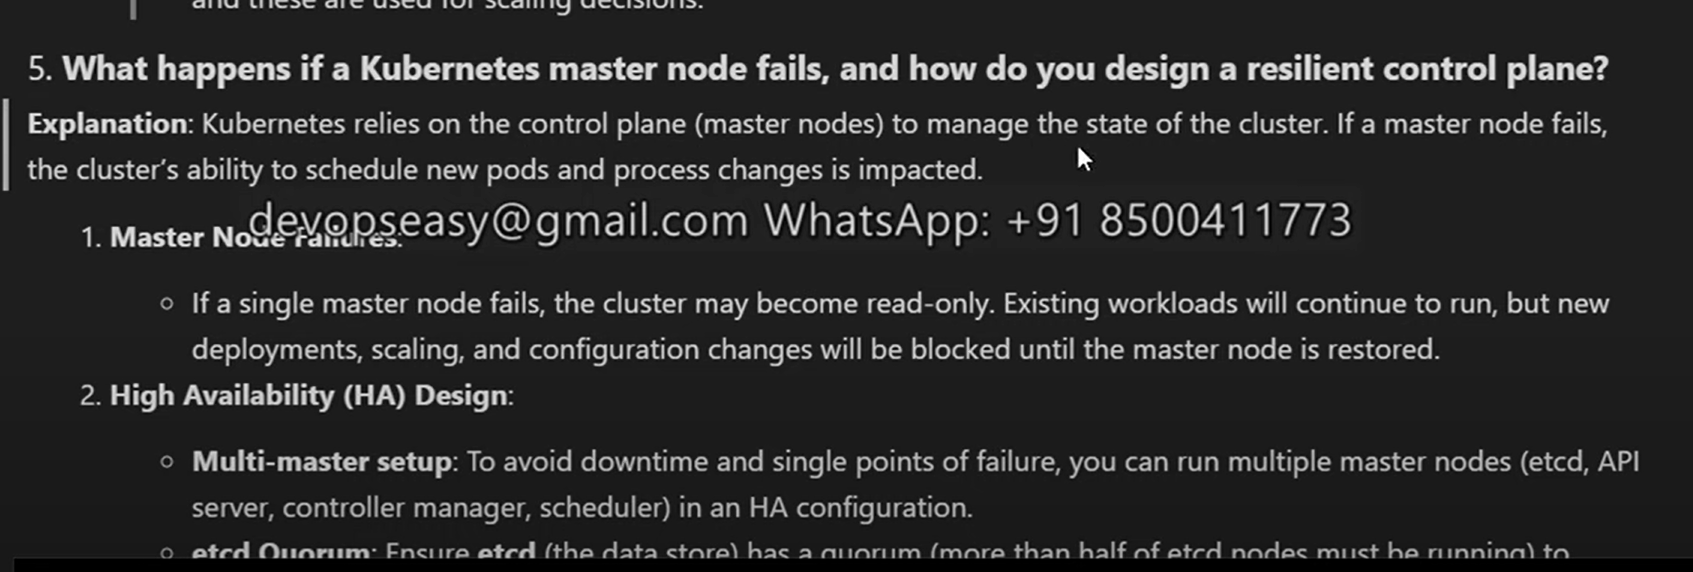 and these are used for scaling decisions.
5. What happens if a Kubernetes master node fails, and how do you design a resilient control plane?
Explanation: Kubernetes relies on the control plane (master nodes) to manage the state of the cluster. If a master node fails,
the cluster's ability to schedule new pods and process changes is impacted.
devopseasy@gmail.com WhatsApp: +91 8500411773
1. Master Node Failures:
○ If a single master node fails, the cluster may become read-only. Existing workloads will continue to run, but new
deployments, scaling, and configuration changes will be blocked until the master node is restored.
2. High Availability (HA) Design:
○ Multi-master setup: To avoid downtime and single points of failure, you can run multiple master nodes (etcd, API
server, controller manager, scheduler) in an HA configuration.
○ etcd Quorum: Ensure etcd (the data store) has a quorum (more than half of etcd nodes must be running) to